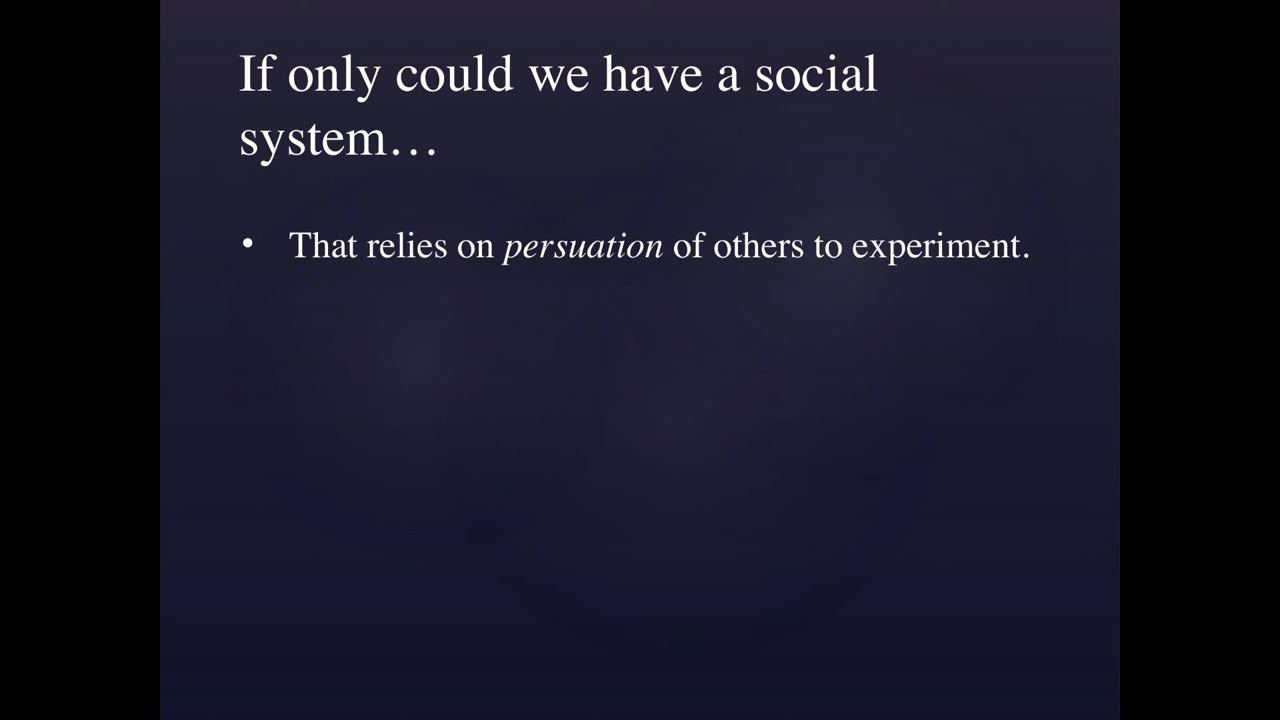 If only could we have a social
system…
• That relies on persuation of others to experiment.